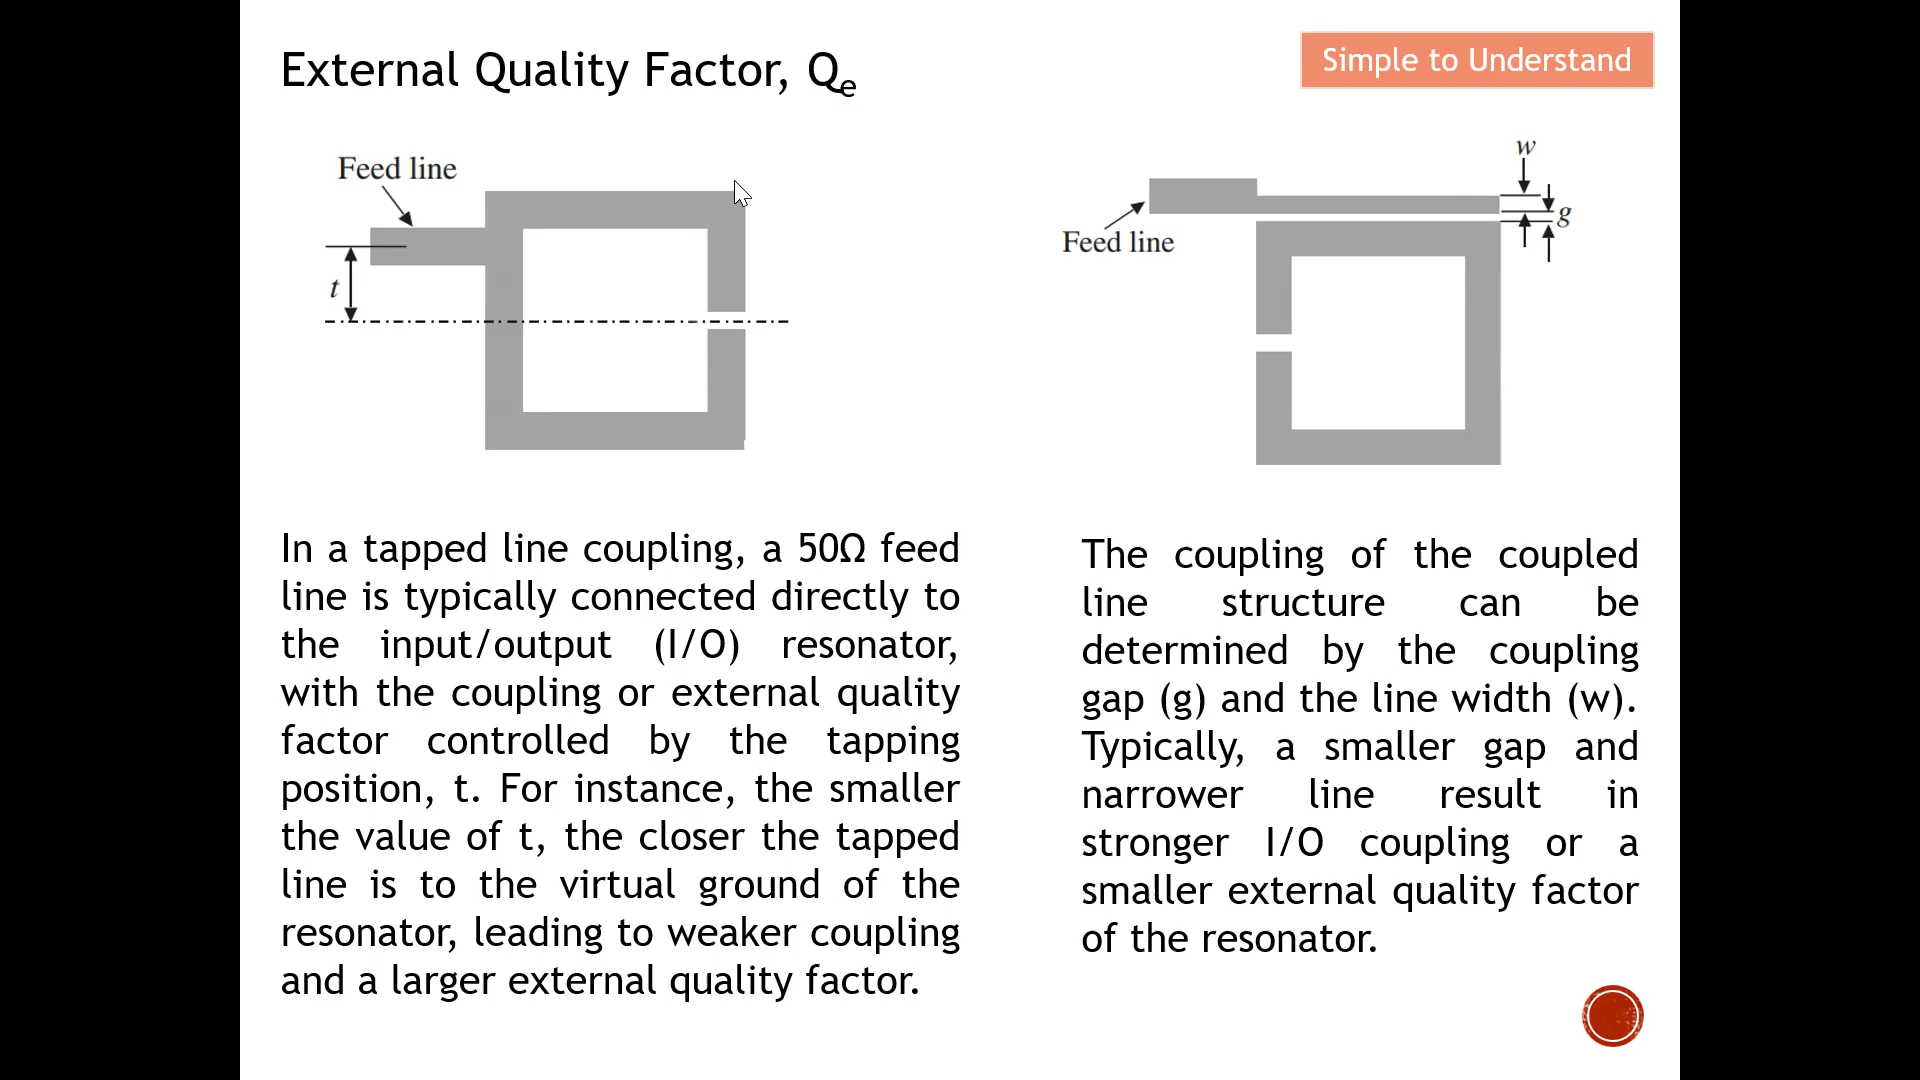 External Quality Factor, Qe
Simple to Understand
Feed line
t
w
g
Feed line
In a tapped line coupling, a 50Ω feed
line is typically connected directly to
the input/output (I/O) resonator,
with the coupling or external quality
factor controlled by the tapping
position, t. For instance, the smaller
the value of t, the closer the tapped
line is to the virtual ground of the
resonator, leading to weaker coupling
and a larger external quality factor.
The coupling of the coupled
line structure can be
determined by the coupling
gap (g) and the line width (w).
Typically, a smaller gap and
narrower line result in
stronger I/O coupling or a
smaller external quality factor
of the resonator.